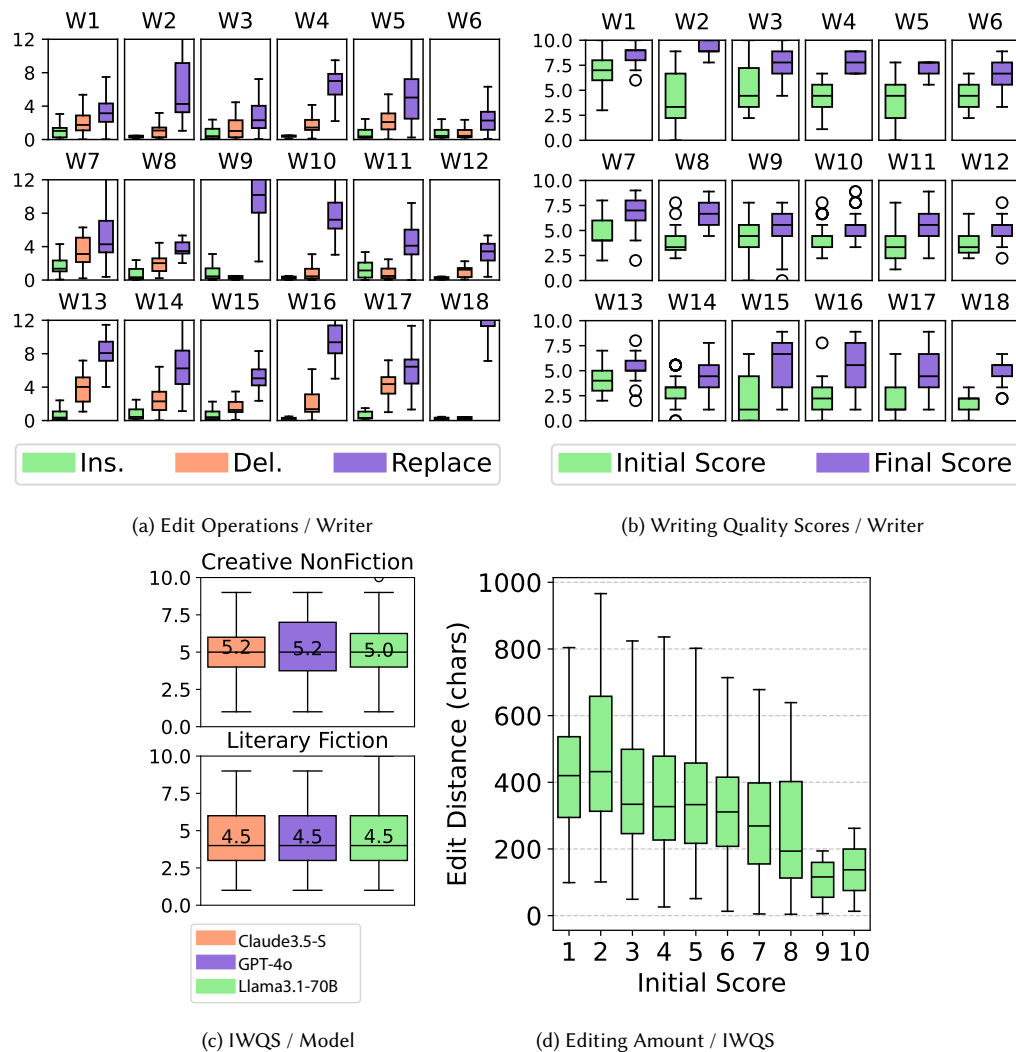 W1 W2 W3 W4 W5 W6
12
8
4
0
W7 W8 W9 W10 W11 W12
12
8
4
0
W13 W14 W15 W16 W17 W18
12
8
4
0
Ins. Del. Replace
(a) Edit Operations / Writer
W1 W2 W3 W4 W5 W6
10.0
7.5
5.0
2.5
0.0
W7 W8 W9 W10 W11 W12
10.0
7.5
5.0
2.5
0.0
W13 W14 W15 W16 W17 W18
10.0
7.5
5.0
2.5
0.0
Initial Score Final Score
(b) Writing Quality Scores / Writer
Creative NonFiction
10.0
7.5
5
2.5
0.0
5.2 5.2 5.0
Literary Fiction
10.0
7.5
5.0
2.5
0.0
4.5 4.5 4.5
Claude3.5-S
GPT-4o
Llama3.1-70B
(c) IWQS / Model
Edit Distance (chars)
1000
800
600
400
200
0
1 2 3 4 5 6 7 8 9 10
Initial Score
(d) Editing Amount / IWQS